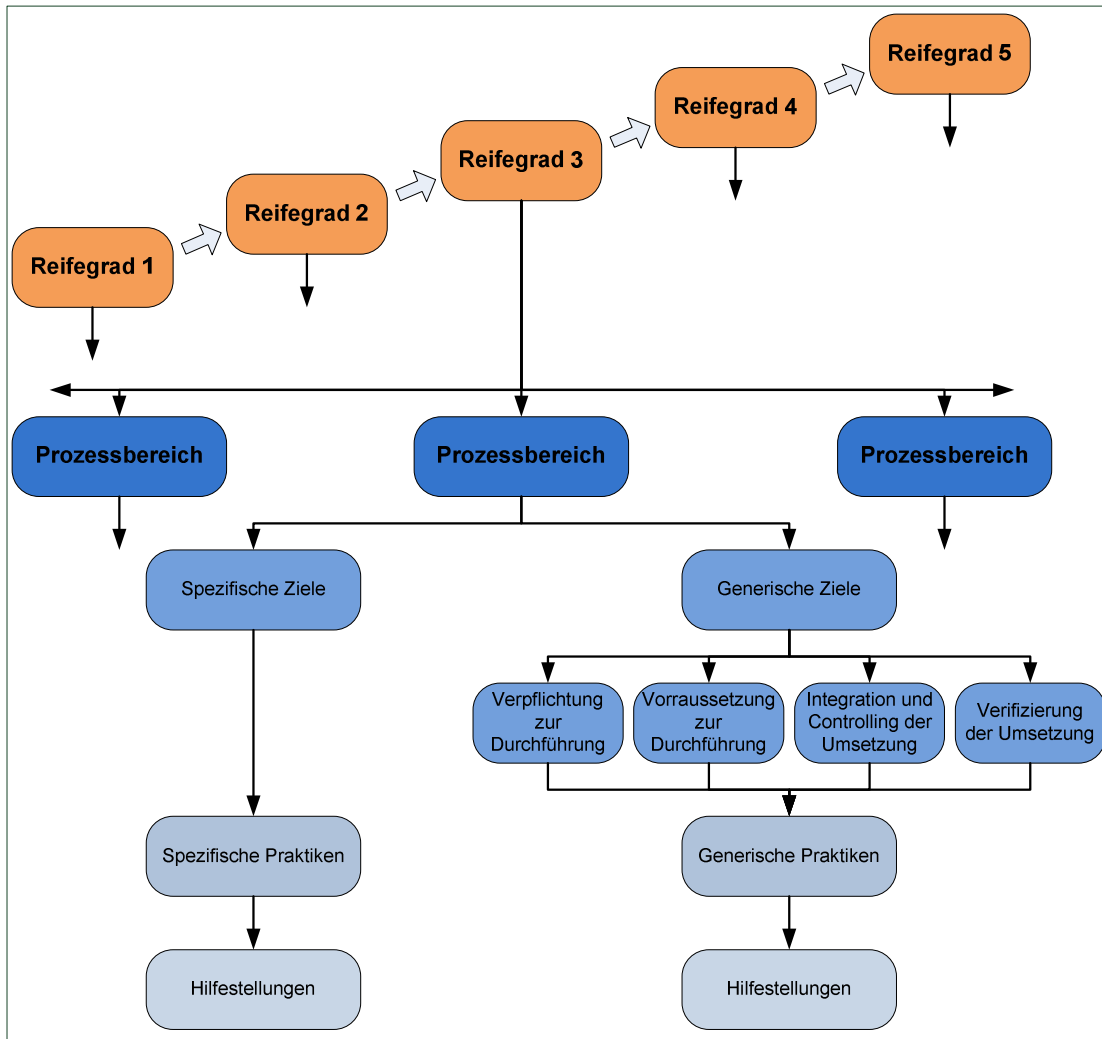 Reifegrad 5
Reifegrad 4
Reifegrad 3
Reifegrad 2
Reifegrad 1
Prozessbereich
Prozessbereich
Prozessbereich
Spezifische Ziele
Generische Ziele
Verpflichtung
zur
Durchführung
Vorraussetzung
zur
Durchführung
Integration und
Controlling der
Umsetzung
Verifizierung
der Umsetzung
Spezifische Praktiken
Generische Praktiken
Hilfestellungen
Hilfestellungen